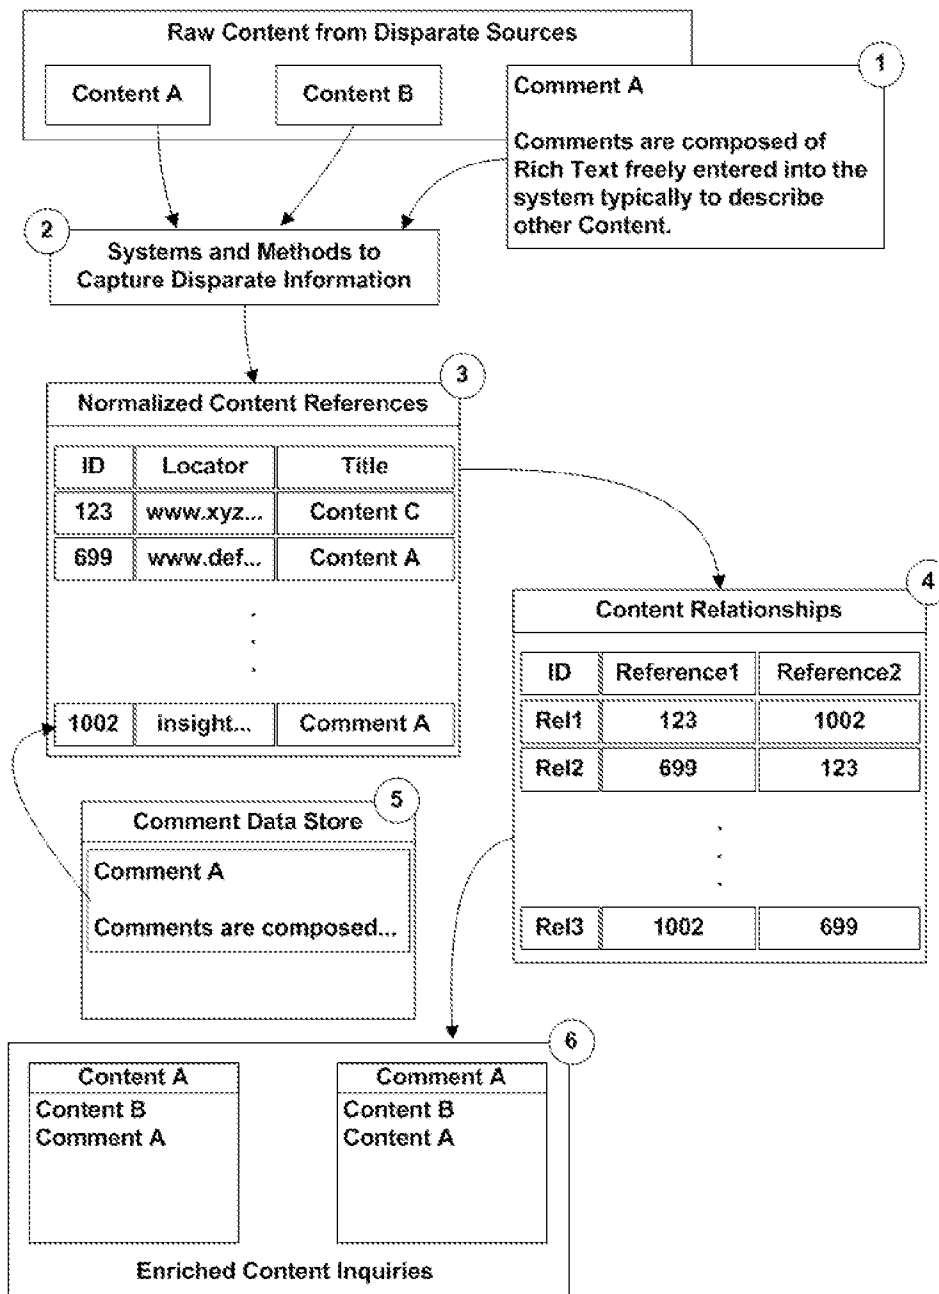 Raw Content from Disparate Sources
Content A
Content B
1
Comment A
Comments are composed of
Rich Text freely entered into the
system typically to describe
other Content.
2
Systems and Methods to
Capture Disparate Information
3
Normalized Content References
ID Locator Title
123 www.xyz... Content C
699 www.def... Content A
.
.
.
1002 insight... Comment A
4
Content Relationships
ID Reference1 Reference2
Rel1 123 1002
Rel2 699 123
.
.
.
Rel3 1002 699
5
Comment Data Store
Comment A
Comments are composed...
6
Content A
Content B
Comment A
Comment A
Content B
Content A
Enriched Content Inquiries